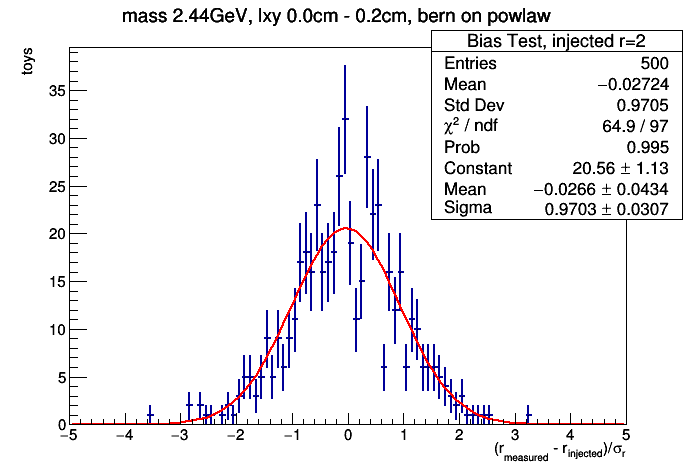 mass 2.44GeV, lxy 0.0cm - 0.2cm, bern on powlaw
toys
Bias Test, injected r=2
Entries 500
Mean −0.02724
Std Dev 0.9705
χ² / ndf 64.9 / 97
Prob 0.995
Constant 20.56 ± 1.13
Mean −0.0266 ± 0.0434
Sigma 0.9703 ± 0.0307
35
30
25
20
15
10
5
0
−5 −4 −3 −2 −1 0 1 2 3 4 5
(r_measured - r_injected)/σ_r